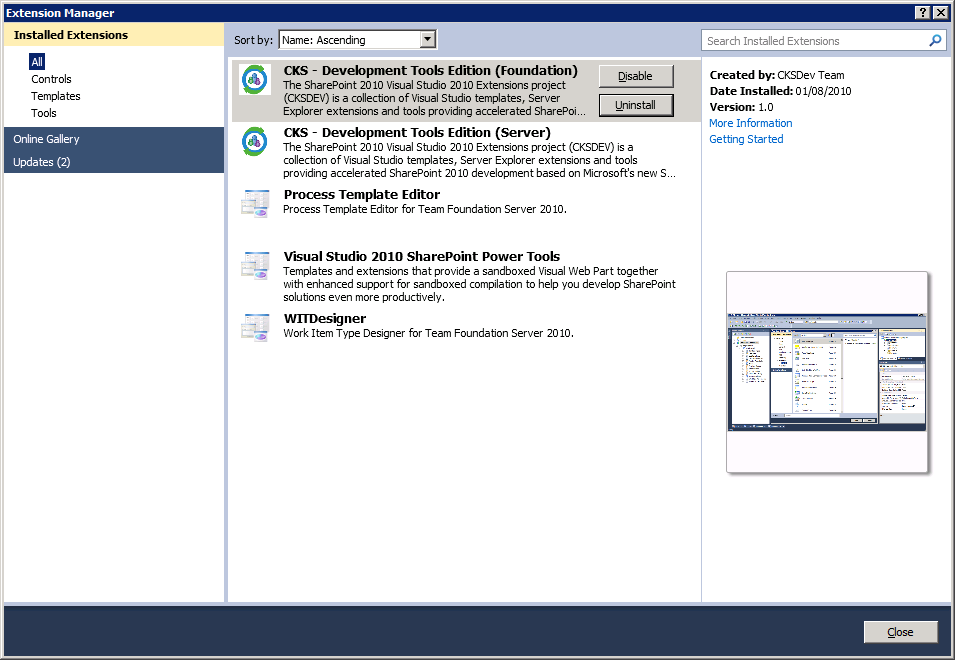 Extension Manager
Installed Extensions
All
Controls
Templates
Tools
Online Gallery
Updates (2)
Sort by: Name: Ascending
CKS - Development Tools Edition (Foundation)
The SharePoint 2010 Visual Studio 2010 Extensions project
(CKSDEV) is a collection of Visual Studio templates, Server
Explorer extensions and tools providing accelerated SharePoi...
Disable
Uninstall
CKS - Development Tools Edition (Server)
The SharePoint 2010 Visual Studio 2010 Extensions project (CKSDEV) is a
collection of Visual Studio templates, Server Explorer extensions and tools
providing accelerated SharePoint 2010 development based on Microsoft's new S...
Process Template Editor
Process Template Editor for Team Foundation Server 2010.
Visual Studio 2010 SharePoint Power Tools
Templates and extensions that provide a sandboxed Visual Web Part together
with enhanced support for sandboxed compilation to help you develop SharePoint
solutions even more productively.
WITDesigner
Work Item Type Designer for Team Foundation Server 2010.
Search Installed Extensions
Created by: CKSDev Team
Date Installed: 01/08/2010
Version: 1.0
More Information
Getting Started
Close